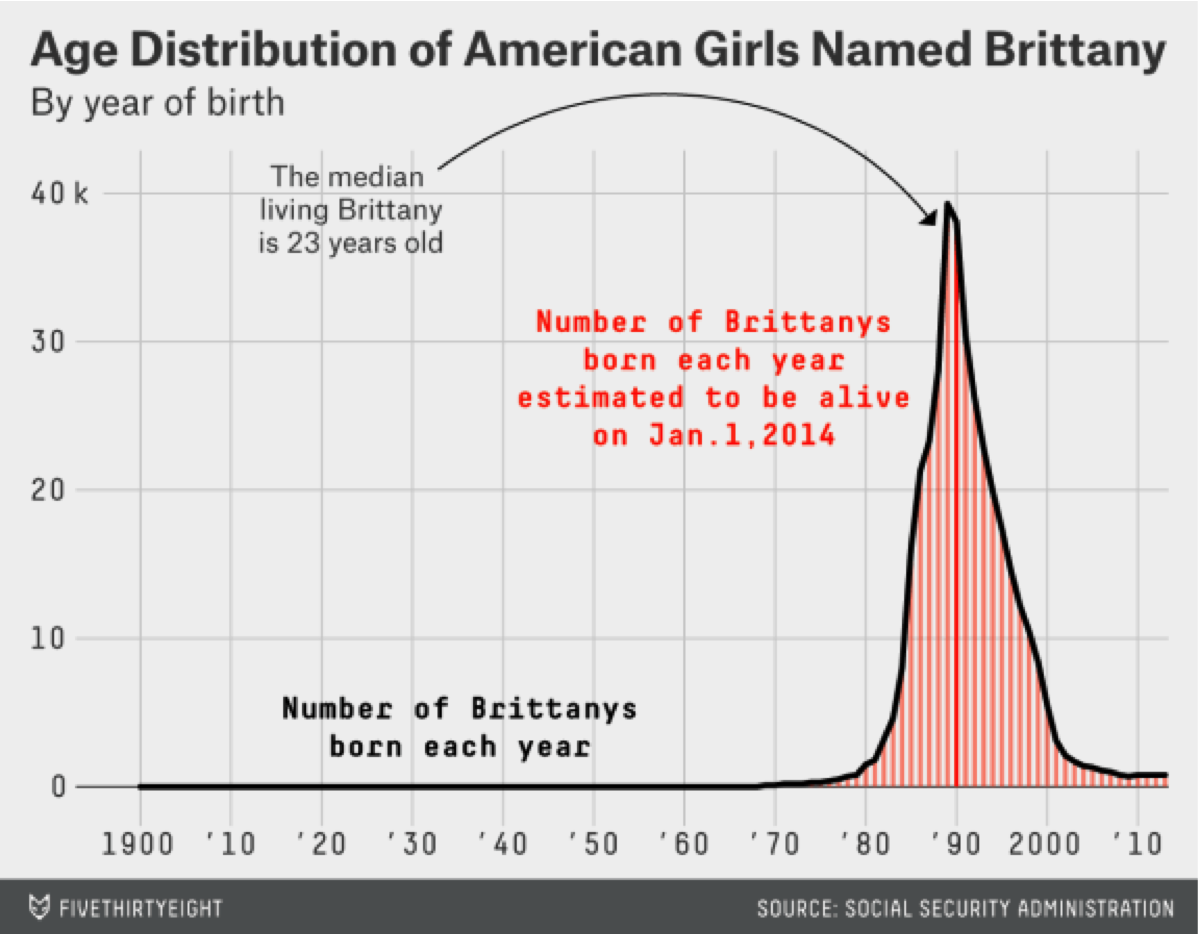 Age Distribution of American Girls Named Brittany
By year of birth
The median
living Brittany
is 23 years old
40 k
Number of Brittanys
born each year
estimated to be alive
on Jan.1,2014
30
20
10
Number of Brittanys
born each year
0
1900 '10 '20 '30 '40 '50 '60 '70 '80 '90 2000 '10
FIVETHIRTYEIGHT
SOURCE: SOCIAL SECURITY ADMINISTRATION